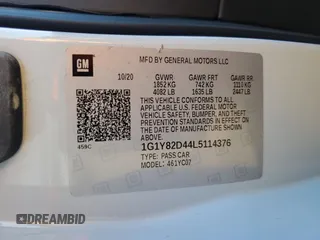 GM
MFD BY GENERAL MOTORS LLC
10/20 GVWR GAWR FRT GAWR RR
1852 KG 742 KG 1110 KG
4082 LB 1635 LB 2447 LB
THIS VEHICLE CONFORMS TO ALL
APPLICABLE U.S. FEDERAL MOTOR
VEHICLE SAFETY, BUMPER, AND THEFT
PREVENTION STANDARDS IN EFFECT ON
THE DATE OF MANUFACTURE SHOWN ABOVE.
459C
1G1Y82D44L5114376
TYPE: PASS CAR
MODEL: 461YC07
DREAMBID